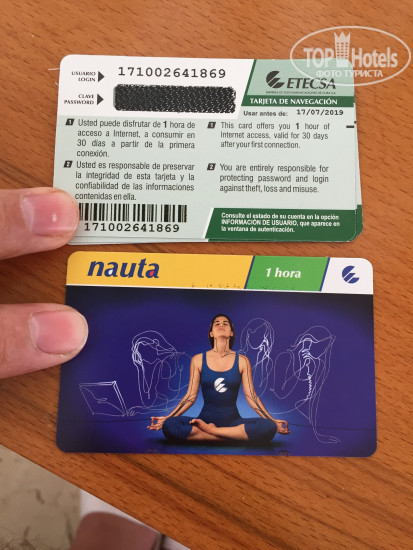 TOP Hotels
ФОТО ТУРИСТА
USUARIO
LOGIN
171002641869
CLAVE
PASSWORD
ETECSA
TARJETA DE NAVEGACIÓN
Usar antes de: 17/07/2019
1 Usted puede disfrutar de 1 hora de
acceso a Internet, a consumir en
30 días a partir de la primera
conexión.
2 Usted es responsable de preservar
la integridad de esta tarjeta y la
confiabilidad de las informaciones
contenidas en ella.
1 This card offers you 1 hour of
Internet access, valid for 30 days
after your first connection.
2 You are entirely responsible for
protecting password and login
against theft, loss and misuse.
171002641869
Consulte el estado de su cuenta en la opción
INFORMACIÓN DE USUARIO, que aparece en
la ventana de autenticación.
nauta
1 hora